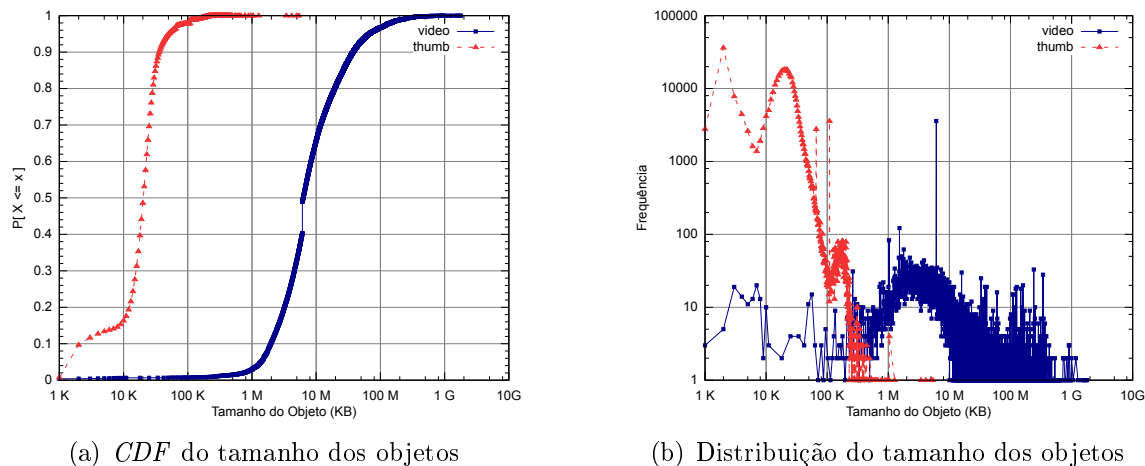 1
0.9
0.8
0.7
0.6
0.5
0.4
0.3
0.2
0.1
0
P[ X <= x ]
video
thumb
1 K 10 K 100 K 1 M 10 M 100 M 1 G 10G
Tamanho do Objeto (KB)
(a) CDF do tamanho dos objetos
100000
10000
1000
100
10
1
Frequência
video
thumb
1 K 10 K 100 K 1 M 10 M 100 M 1 G 10G
Tamanho do Objeto (KB)
(b) Distribuição do tamanho dos objetos